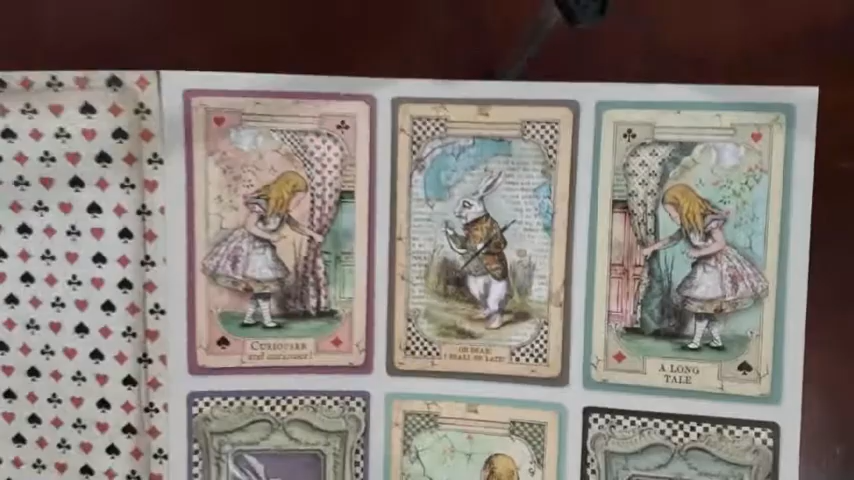 CURIOUSER
and curiouser!
OH DEAR!
I SHALL BE LATE!
A LONG
TALE